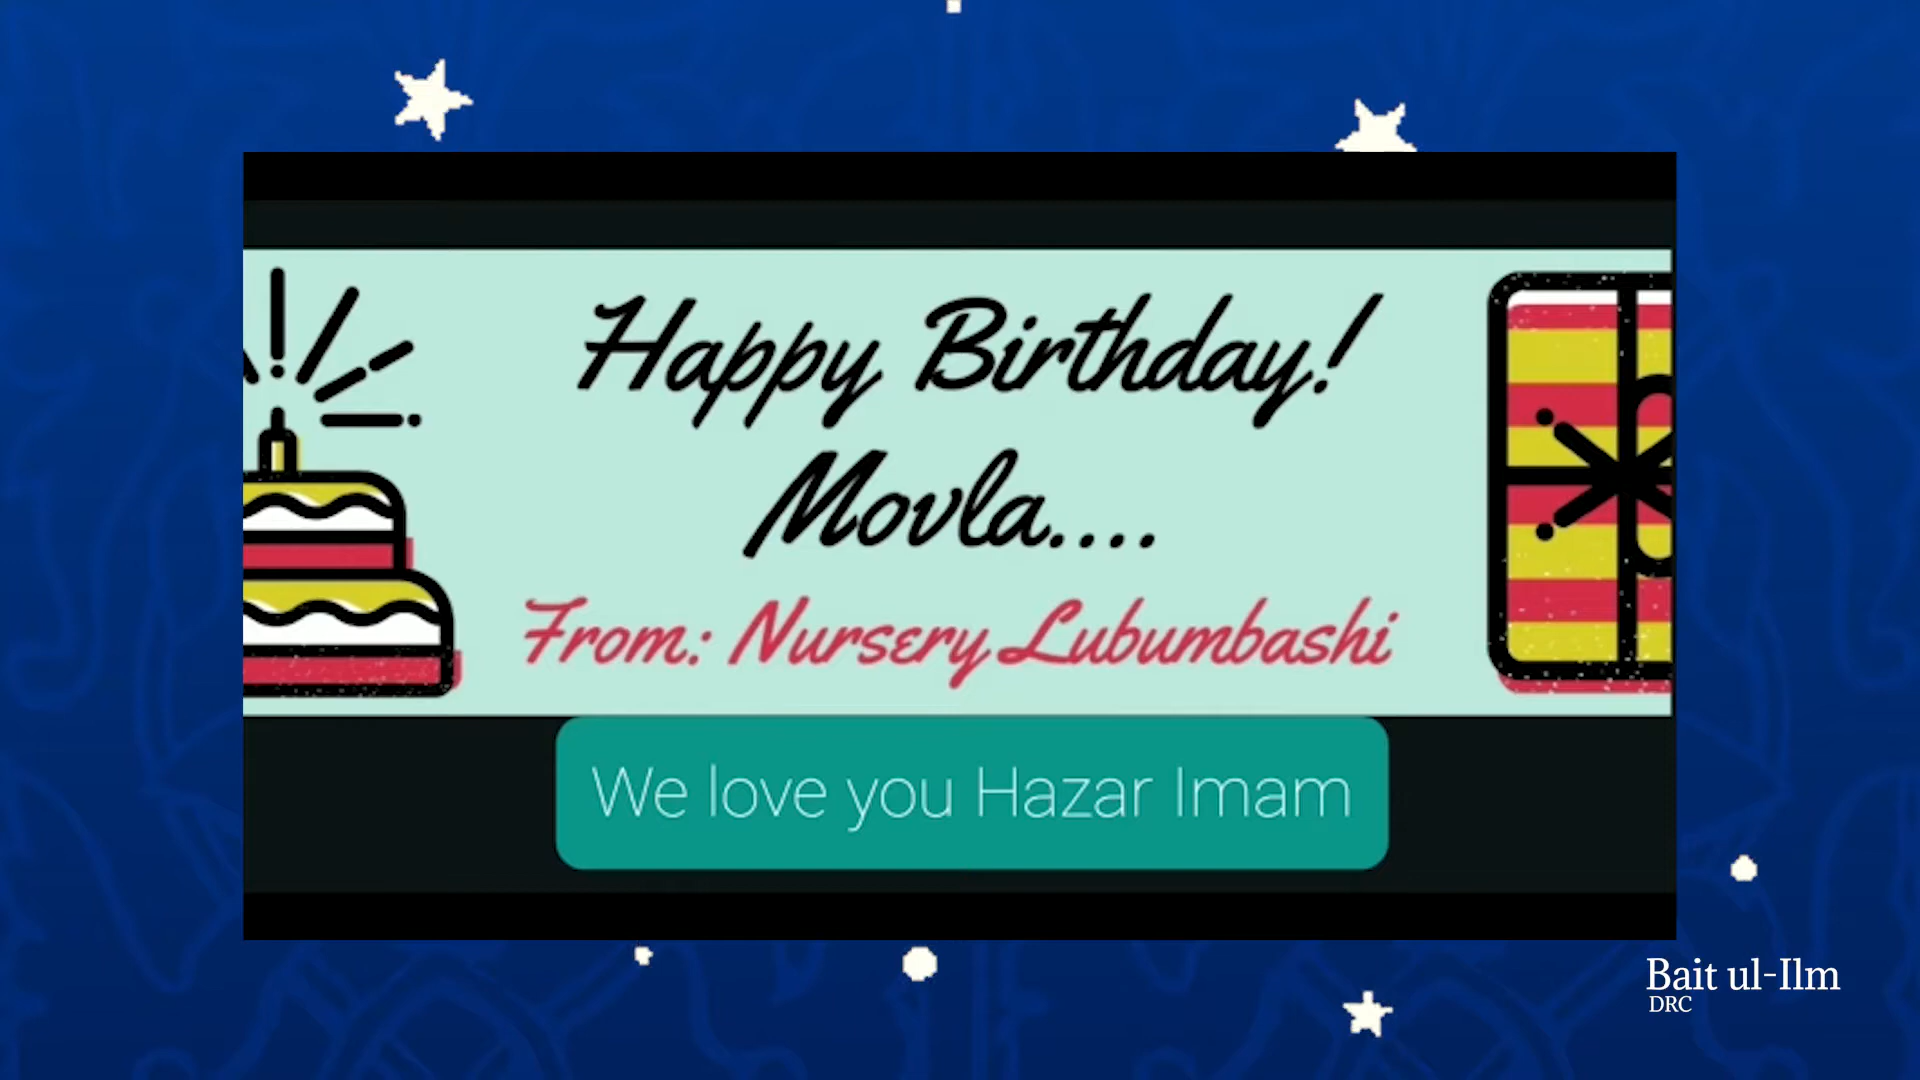 Happy Birthday!
Movla....
From: Nursery Lubumbashi
We love you Hazar Imam
Bait ul-Ilm
DRC